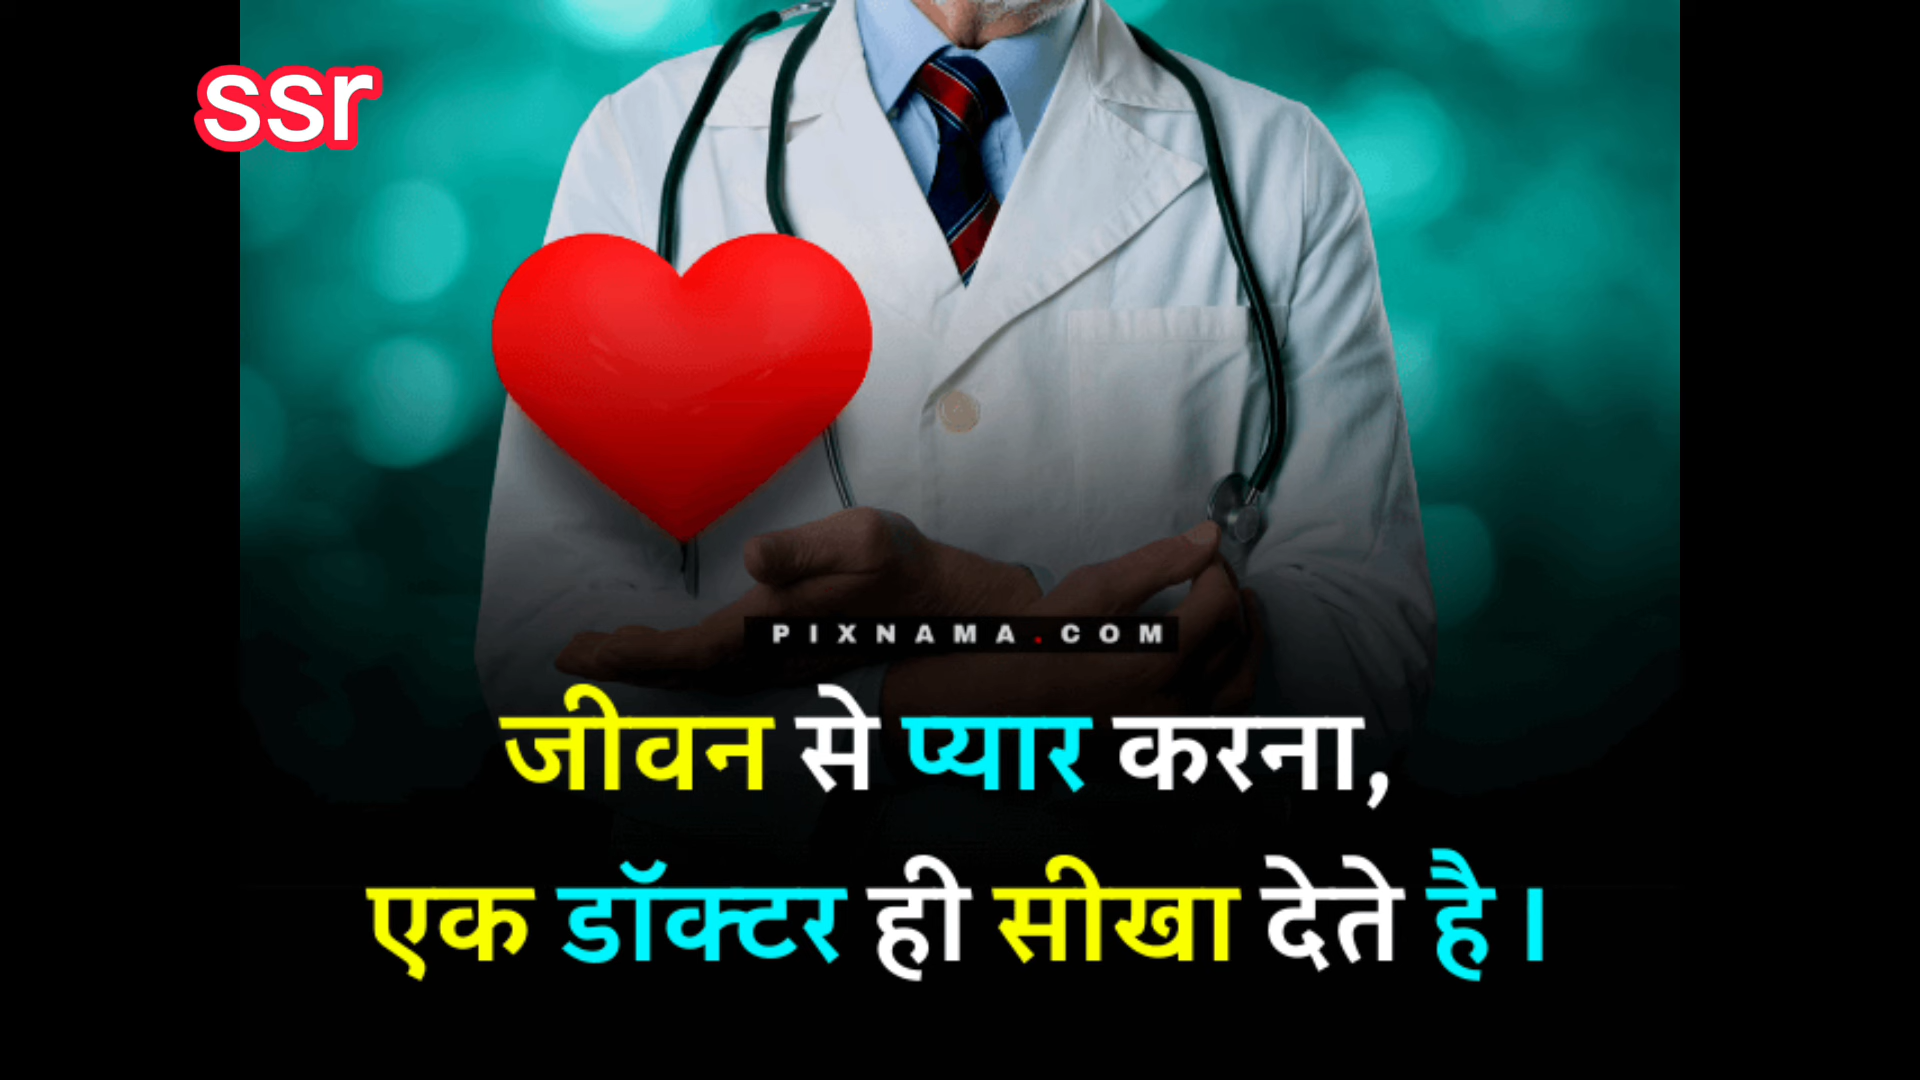 ssr
PIXNAMA.COM
जीवन से प्यार करना,
एक डॉक्टर ही सीखा देते है।